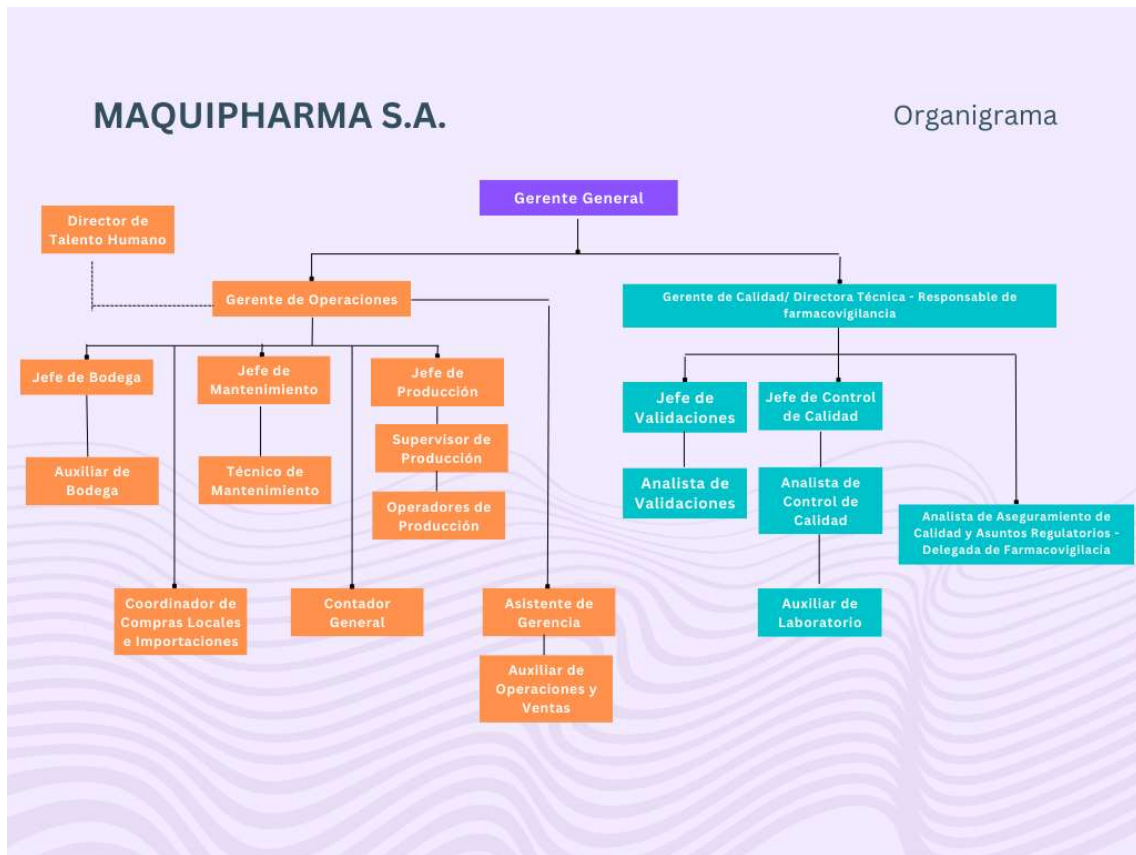 MAQUIPHARMA S.A.
Organigrama
Gerente General
Director de
Talento Humano
Gerente de Operaciones
Gerente de Calidad/ Directora Técnica - Responsable de
farmacovigilancia
Jefe de Bodega
Jefe de
Mantenimiento
Jefe de
Producción
Jefe de
Validaciones
Jefe de Control
de Calidad
Supervisor de
Producción
Auxiliar de
Bodega
Técnico de
Mantenimiento
Operadores de
Producción
Analista de
Validaciones
Analista de
Control de
Calidad
Analista de Aseguramiento de
Calidad y Asuntos Regulatorios -
Delegada de Farmacovigilacia
Coordinador de
Compras Locales
e Importaciones
Contador
General
Asistente de
Gerencia
Auxiliar de
Laboratorio
Auxiliar de
Operaciones y
Ventas